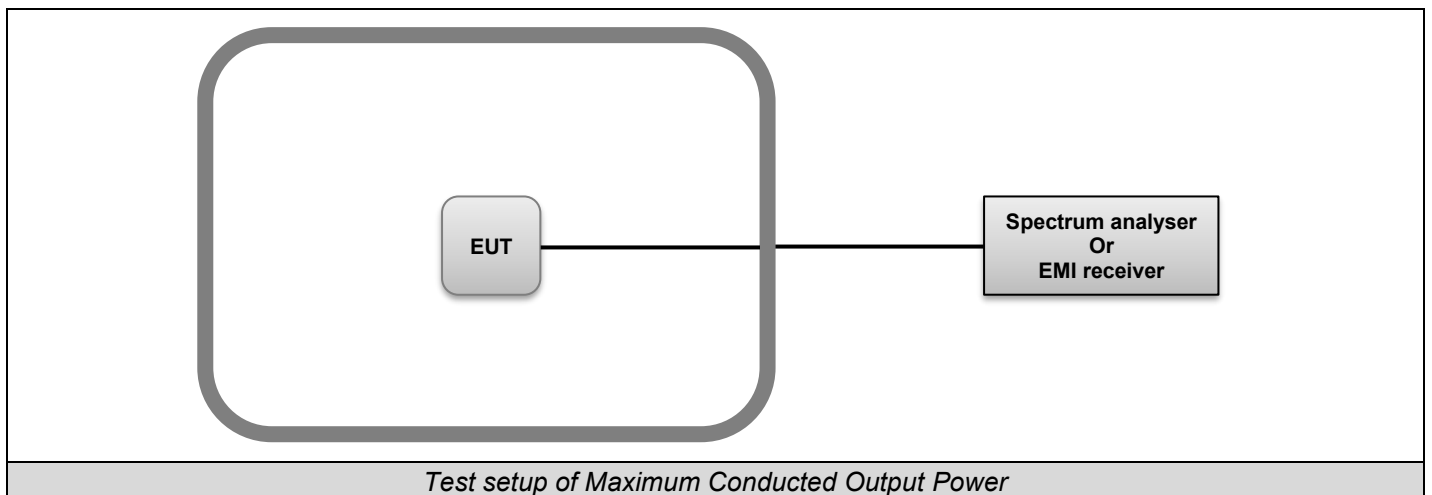 EUT
Spectrum analyser
Or
EMI receiver
Test setup of Maximum Conducted Output Power